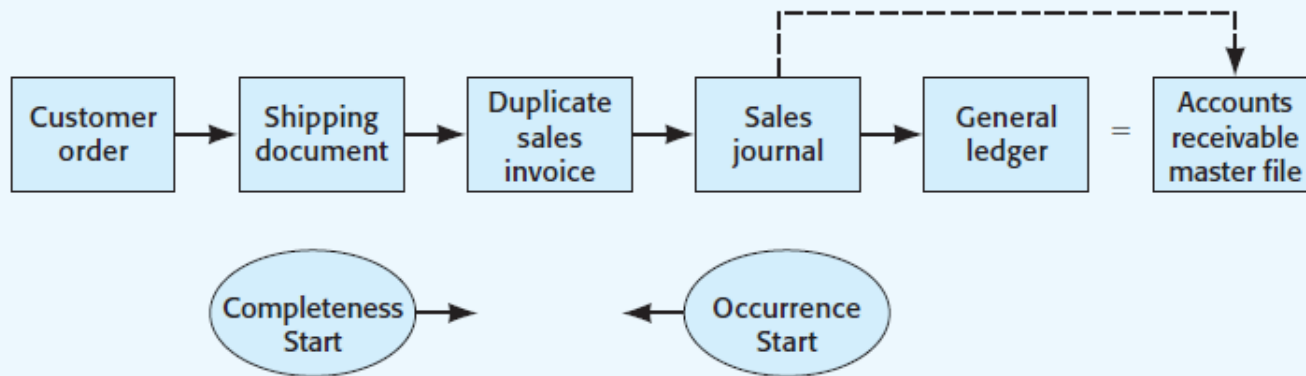 Customer
order
Shipping
document
Duplicate
sales
invoice
Sales
journal
General
ledger
=
Accounts
receivable
master file
Completeness
Start
Occurrence
Start